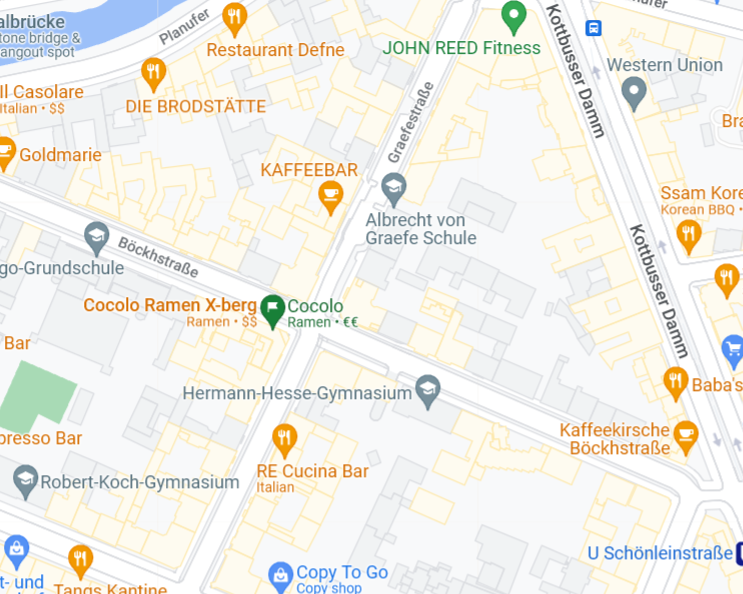 albrücke
tone bridge &
angout spot
Planufer
Restaurant Defne
JOHN REED Fitness
Kottbusser Damm
Western Union
Il Casolare
Italian • $$
DIE BRODSTÄTTE
Graefestraße
Bra
Goldmarie
KAFFEEBAR
Albrecht von
Graefe Schule
Ssam Kore
Korean BBQ •
go-Grundschule
Böckhstraße
Kottbusser Damm
Cocolo Ramen X-berg
Ramen • $$
Cocolo
Ramen • €€
Bar
Hermann-Hesse-Gymnasium
Baba's
presso Bar
Kaffeekirsche
Böckhstraße
RE Cucina Bar
Italian
Robert-Koch-Gymnasium
U Schönleinstraße
t- und
Tangs Kantine
Copy To Go
Copy shop